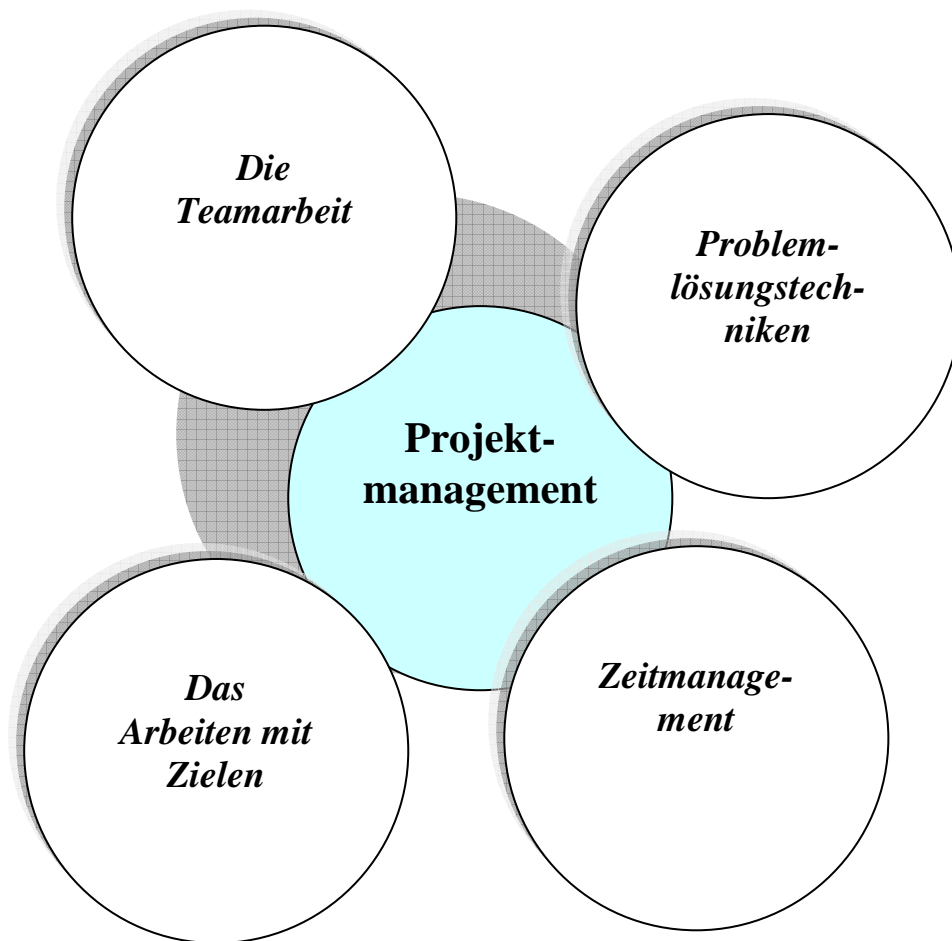 Die
Teamarbeit
Problem-
lösungstech-
niken
Projekt-
management
Das
Arbeiten mit
Zielen
Zeitmanage-
ment